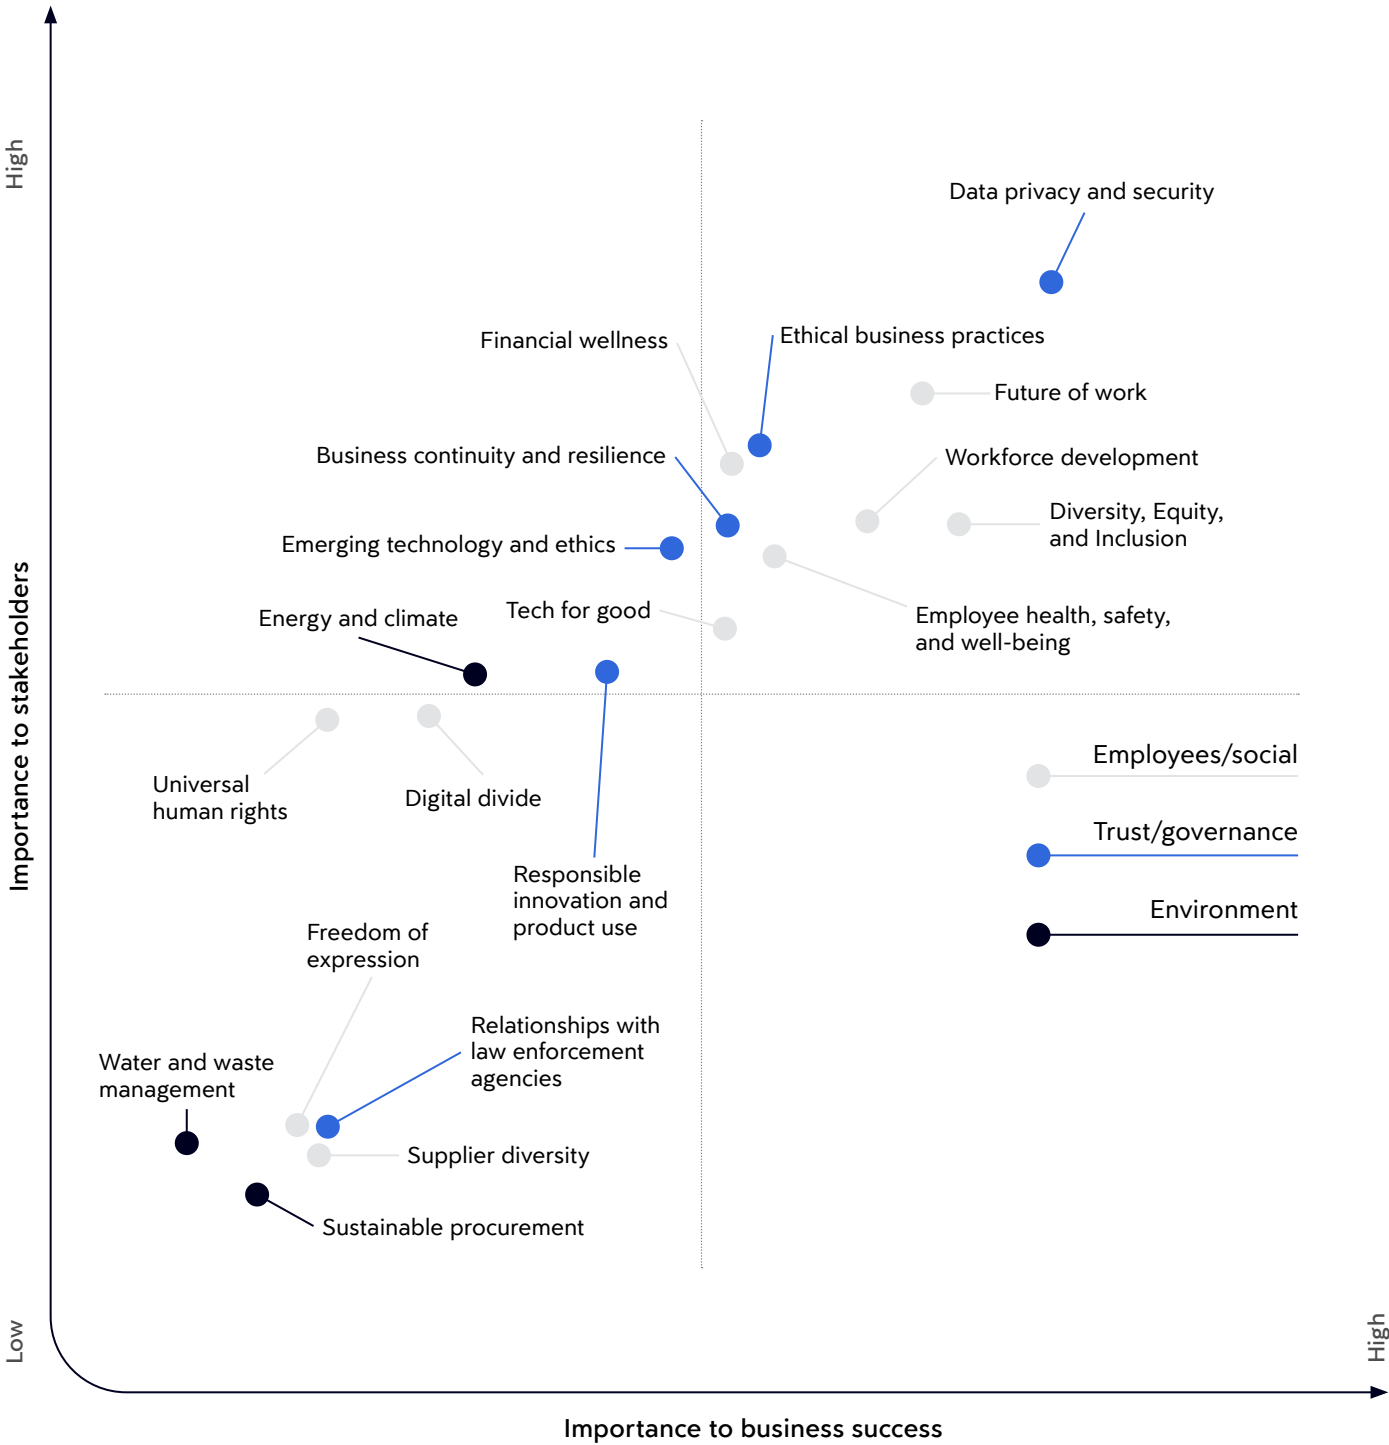 High
Data privacy and security
Ethical business practices
Financial wellness
Future of work
Business continuity and resilience
Workforce development
Diversity, Equity,
and Inclusion
Emerging technology and ethics
Tech for good
Energy and climate
Employee health, safety,
and well-being
Importance to stakeholders
Universal
human rights
Digital divide
Employees/social
Trust/governance
Environment
Responsible
innovation and
product use
Freedom of
expression
Relationships with
law enforcement
agencies
Water and waste
management
Supplier diversity
Sustainable procurement
Low
High
Importance to business success